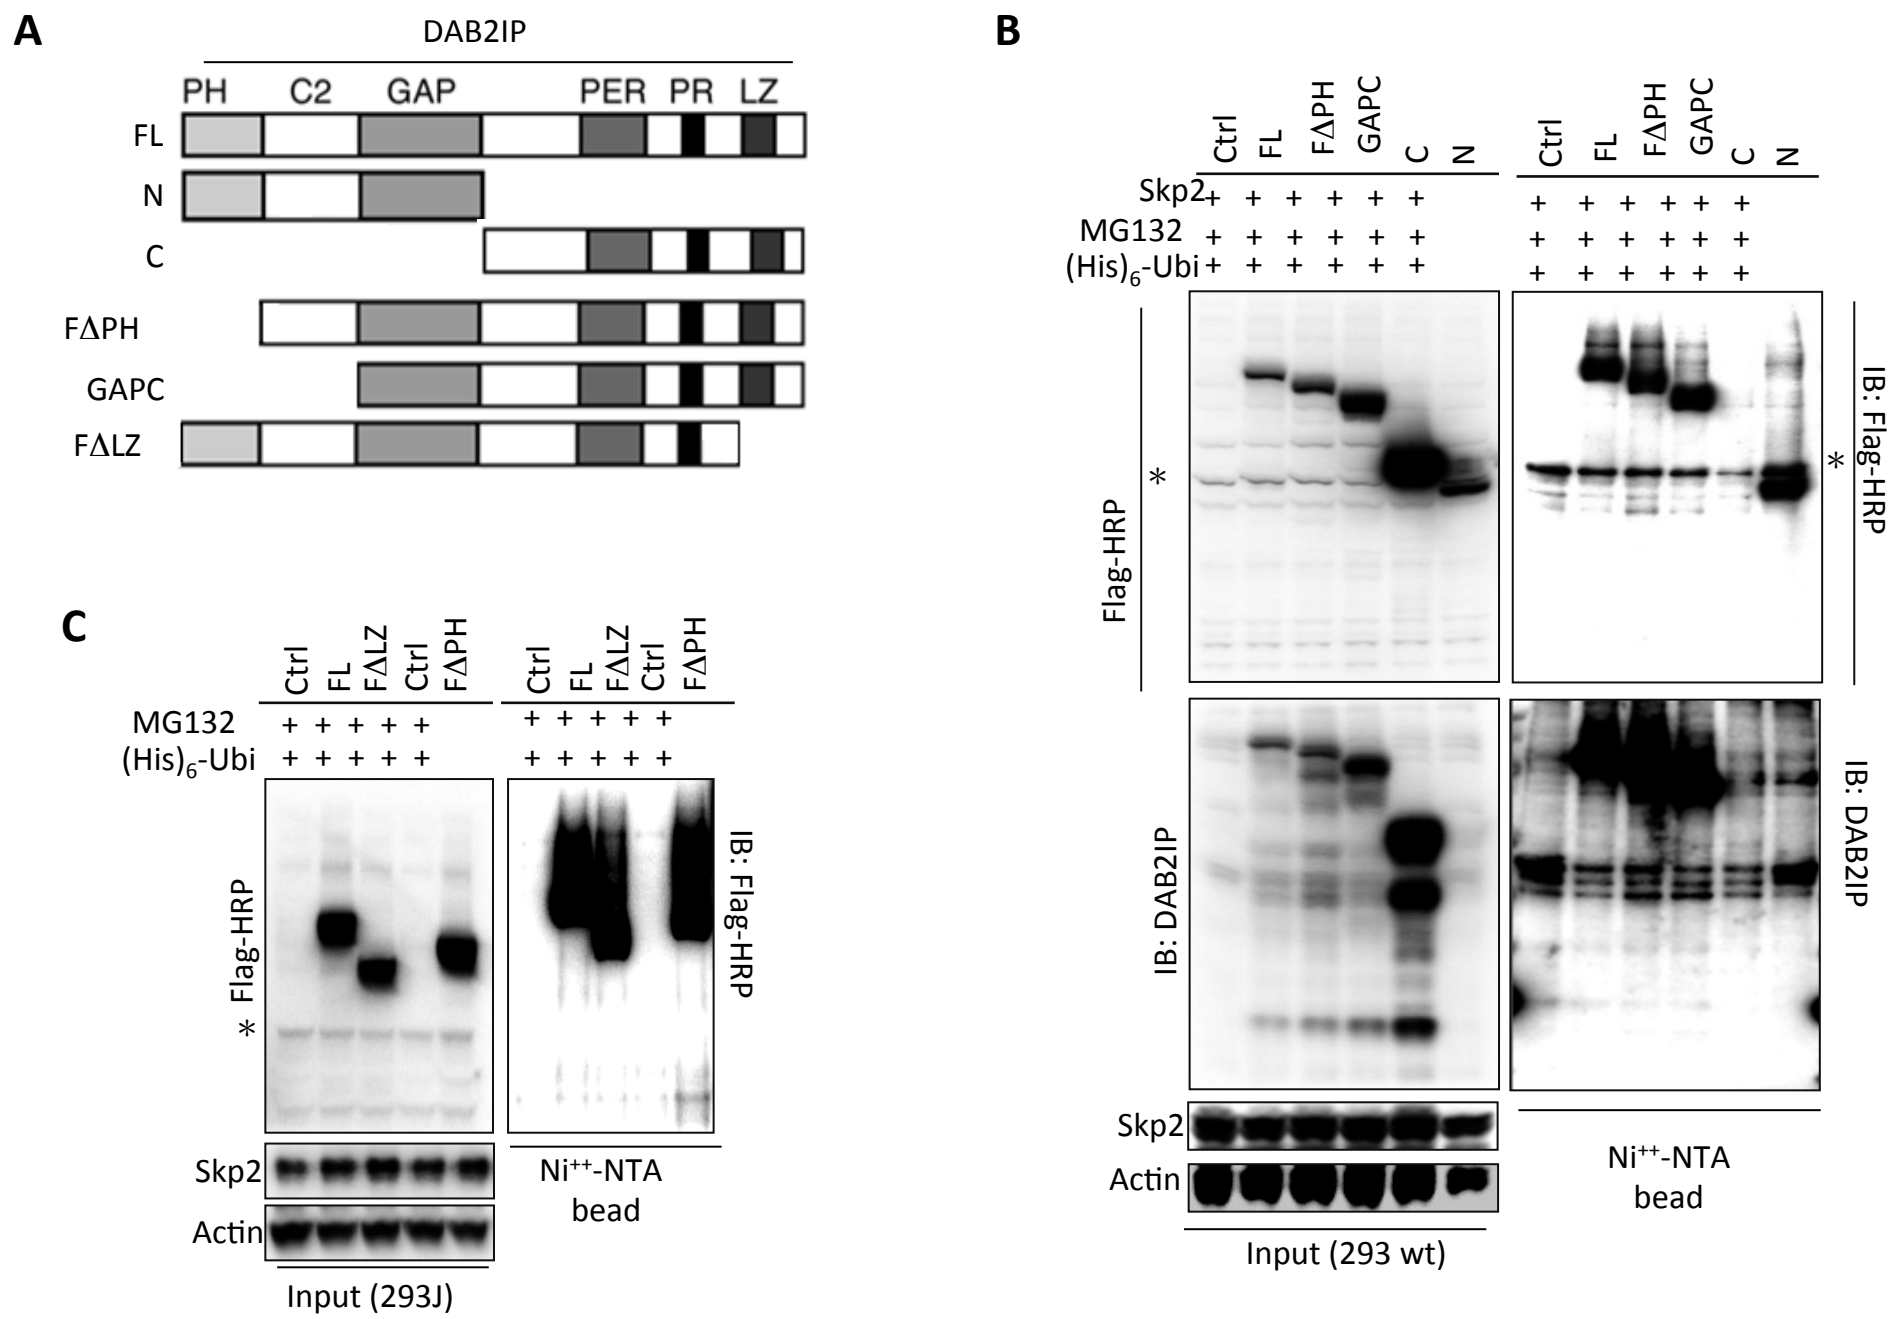 A
DAB2IP
PH C2 GAP PER PR LZ
FL
N
C
FΔPH
GAPC
FΔLZ
B
Ctrl FL FΔPH GAPC C N
Ctrl FL FΔPH GAPC C N
Skp2 + + + + + +
+ + + + + +
MG132 + + + + + +
+ + + + + +
(His)6-Ubi + + + + + +
+ + + + + +
Flag-HRP
*
*
IB: Flag-HRP
IB: DAB2IP
IB: DAB2IP
Skp2
Actin
Input (293 wt)
Ni++-NTA
bead
C
Ctrl FL FΔLZ Ctrl FΔPH
Ctrl FL FΔLZ Ctrl FΔPH
MG132 + + + + +
+ + + + +
(His)6-Ubi + + + + +
+ + + + +
Flag-HRP
*
IB: Flag-HRP
Skp2
Actin
Input (293J)
Ni++-NTA
bead